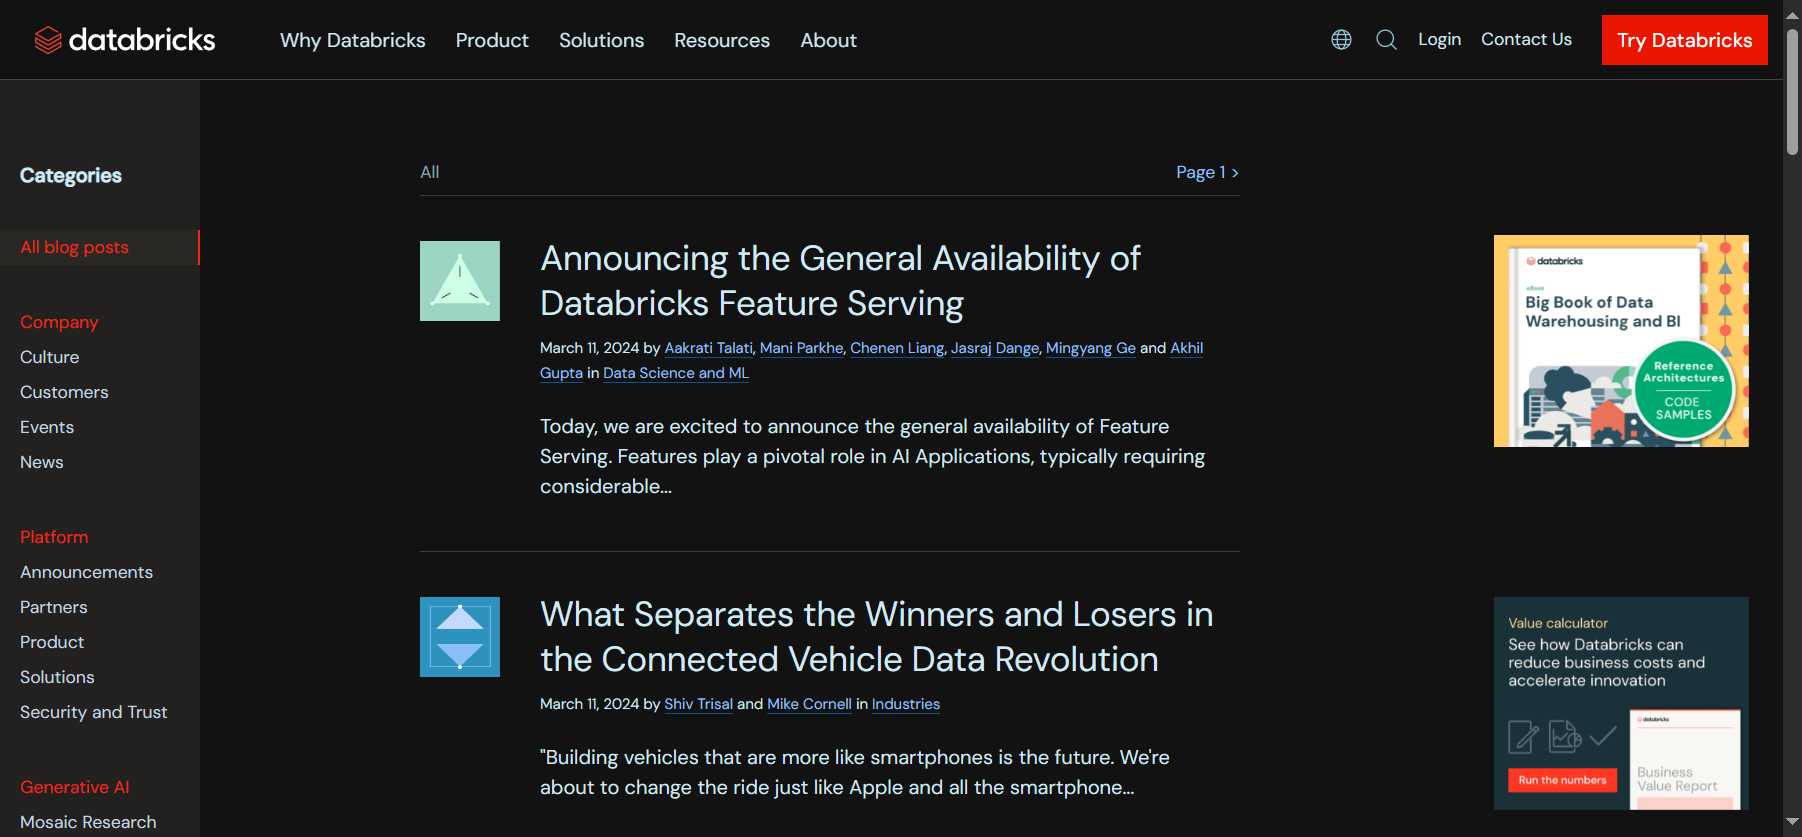 databricks
Why Databricks
Product
Solutions
Resources
About
Login
Contact Us
Try Databricks
Categories
All blog posts
Company
Culture
Customers
Events
News
Platform
Announcements
Partners
Product
Solutions
Security and Trust
Generative AI
Mosaic Research
All
Page 1 >
Announcing the General Availability of
Databricks Feature Serving
March 11, 2024 by Aakrati Talati, Mani Parkhe, Chenen Liang, Jasraj Dange, Mingyang Ge and Akhil
Gupta in Data Science and ML
Today, we are excited to announce the general availability of Feature
Serving. Features play a pivotal role in AI Applications, typically requiring
considerable...
What Separates the Winners and Losers in
the Connected Vehicle Data Revolution
March 11, 2024 by Shiv Trisal and Mike Cornell in Industries
"Building vehicles that are more like smartphones is the future. We're
about to change the ride just like Apple and all the smartphone...
databricks
eBook
Big Book of Data
Warehousing and BI
Reference
Architectures
CODE
SAMPLES
Value calculator
See how Databricks can
reduce business costs and
accelerate innovation
Run the numbers
databricks
Business
Value Report